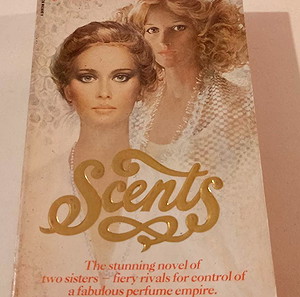 Scents
The stunning novel of
two sisters – fiery rivals for control of
a fabulous perfume empire.